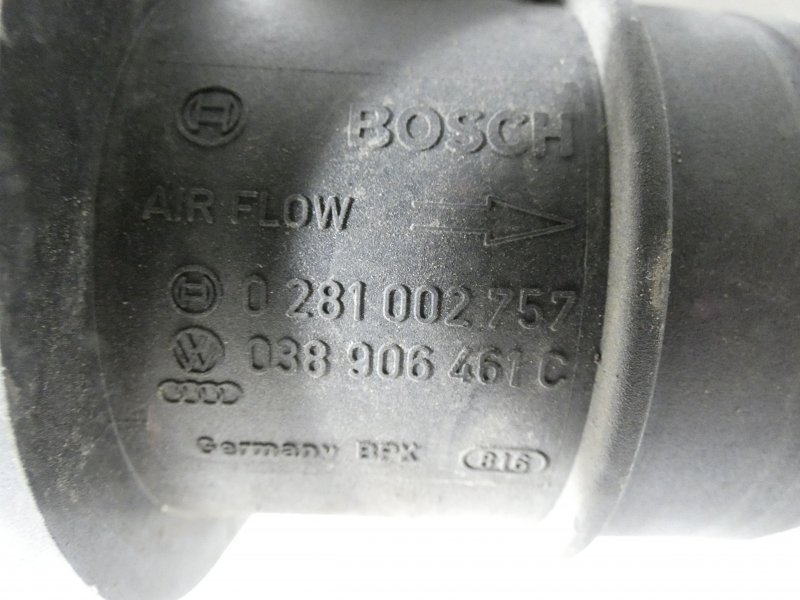 BOSCH
AIR FLOW
0 281 002 757
038 906 461 C
Germany BPX 816